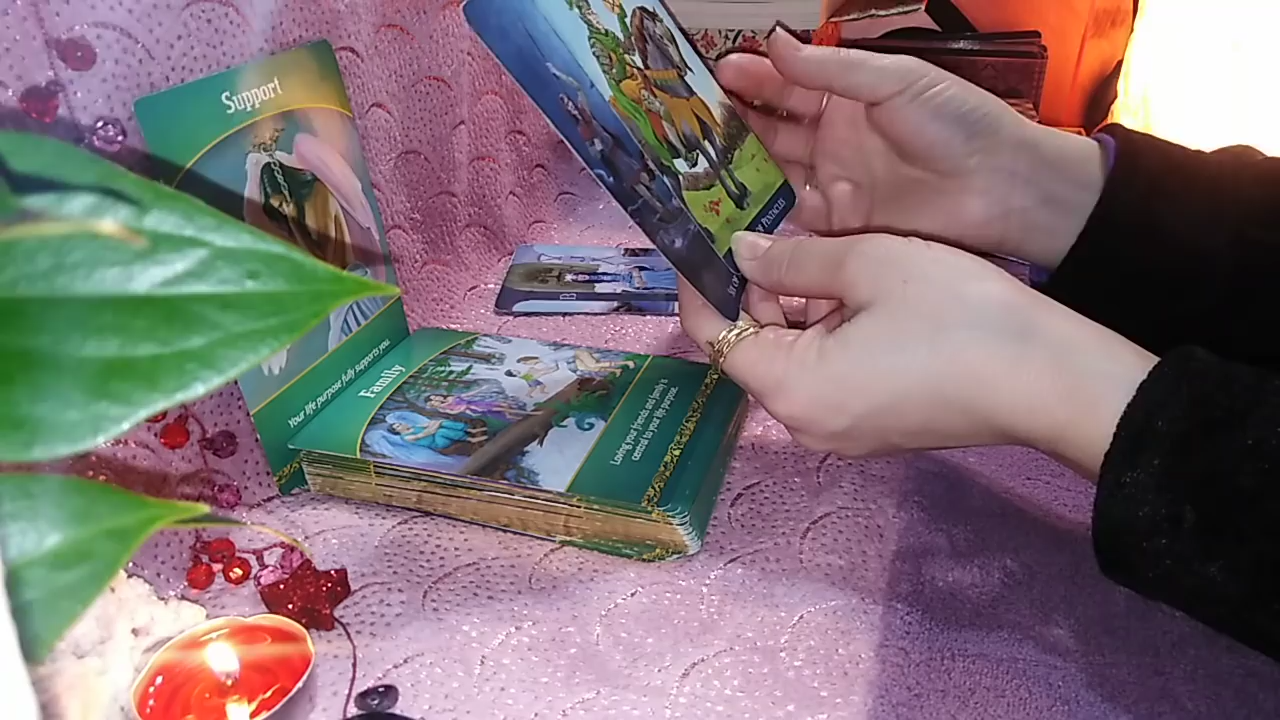 Support
Your life purpose fully supports you.
Family
Loving your friends and family is
central to your life purpose.
PENTACLES
B